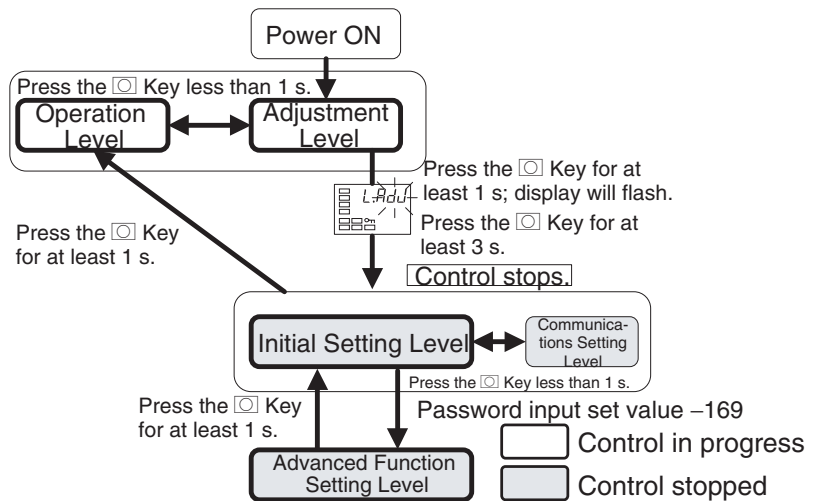 Power ON
Press the Key less than 1 s.
Operation
Level
Adjustment
Level
Press the Key for at
least 1 s; display will flash.
L.Adj
Press the Key for at
least 3 s.
Press the Key
for at least 1 s.
Control stops.
Initial Setting Level
Communica-
tions Setting
Level
Press the Key less than 1 s.
Press the Key
for at least 1 s.
Password input set value –169
Advanced Function
Setting Level
Control in progress
Control stopped